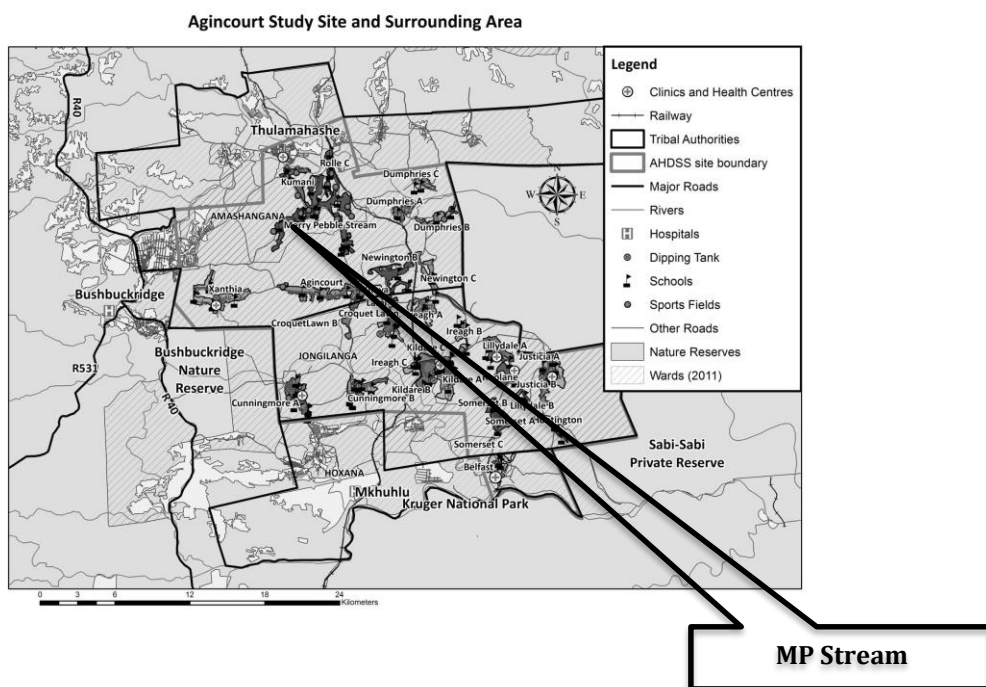 Agincourt Study Site and Surrounding Area
R40
Thulamahashe
Rolle C
Kumani
Dumphries C
Dumphries A
Dumphries B
AMASHANGANA
Merry Pebble Stream
Newington B
Newington C
Xanthia
Agincourt
Bushbuckridge
Croquet Lawn
CroquetLawn B
Ireagh A
Ireagh B
Bushbuckridge
Nature
Reserve
JONGILANGA
Ireagh C
Kildare C
Lillydale A
Justicia A
R531
R 40
Cunningmore A
Cunningmore B
Kildare B
Kildare A
Justicia B
Somerset B
Lillydale B
Somerset A
Somerset C
Belfast
HOXANA
Mkhuhlu
Kruger National Park
Sabi-Sabi
Private Reserve
N
W
E
S
Legend
Clinics and Health Centres
Railway
Tribal Authorities
AHDSS site boundary
Major Roads
Rivers
H
Hospitals
Dipping Tank
Schools
Sports Fields
Other Roads
Nature Reserves
Wards (2011)
0 3 6 12 18 24
Kilometers
MP Stream